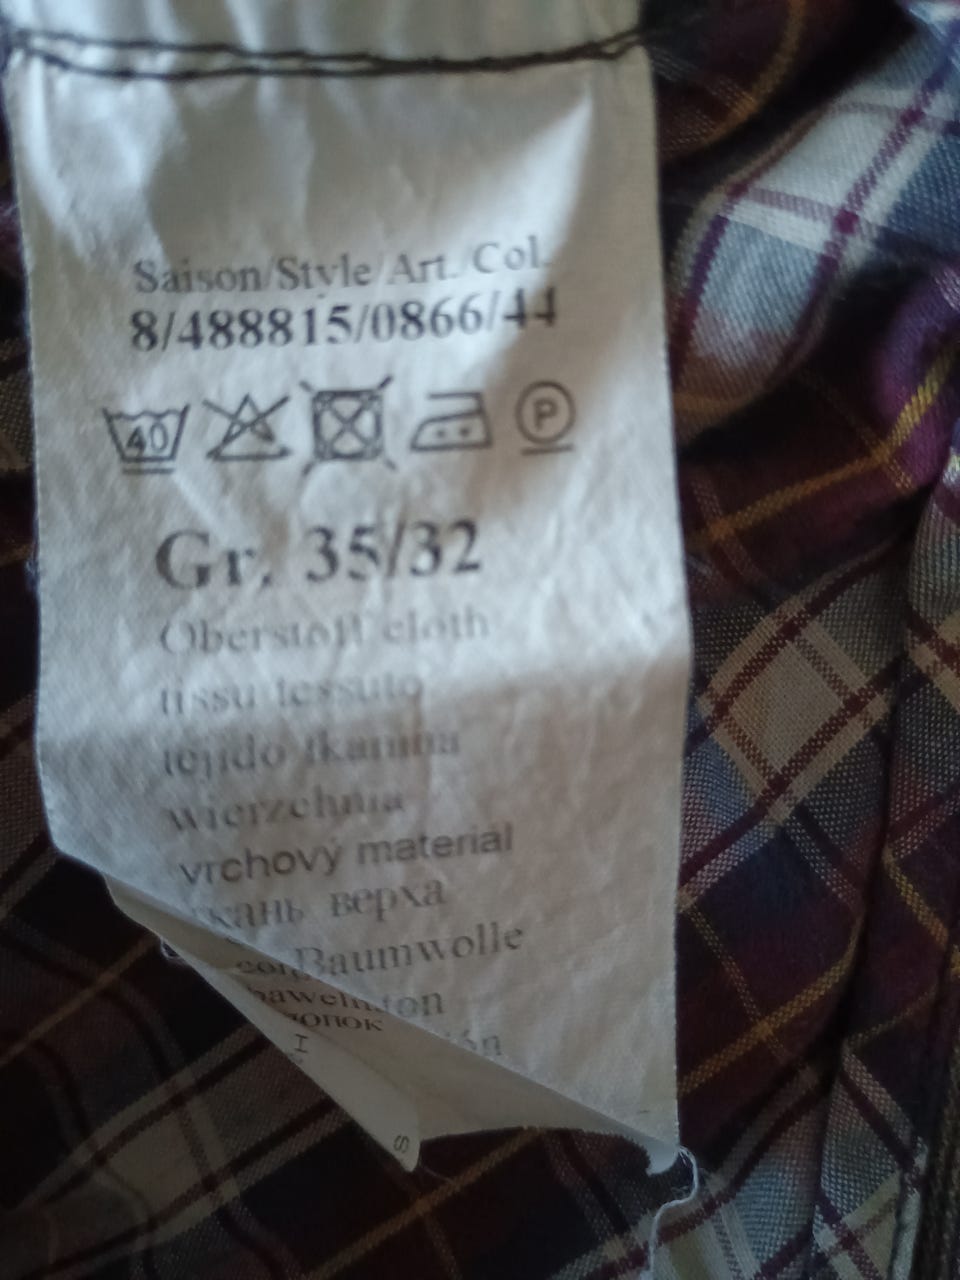 Saison/Style/Art./Col.
8/488815/0866/44
40 P
Gr. 35/32
Oberstoff cloth
tissu tessuto
tejido tkanina
wierzchnia
vrchový material
ткань верха
Baumwolle